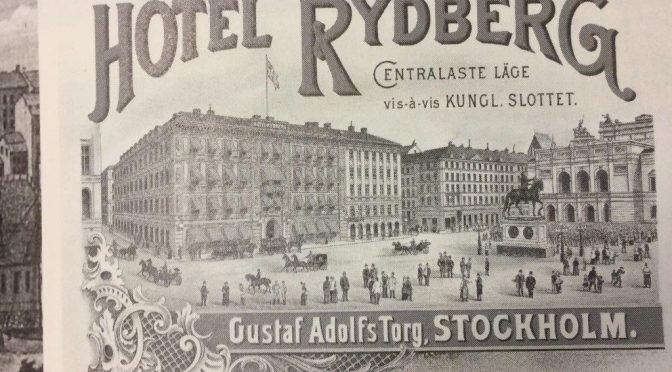 HOTEL RYDBERG
CENTRALASTE LÄGE
VIS-À-VIS KUNGL. SLOTTET.
GUSTAF ADOLFS TORG, STOCKHOLM.